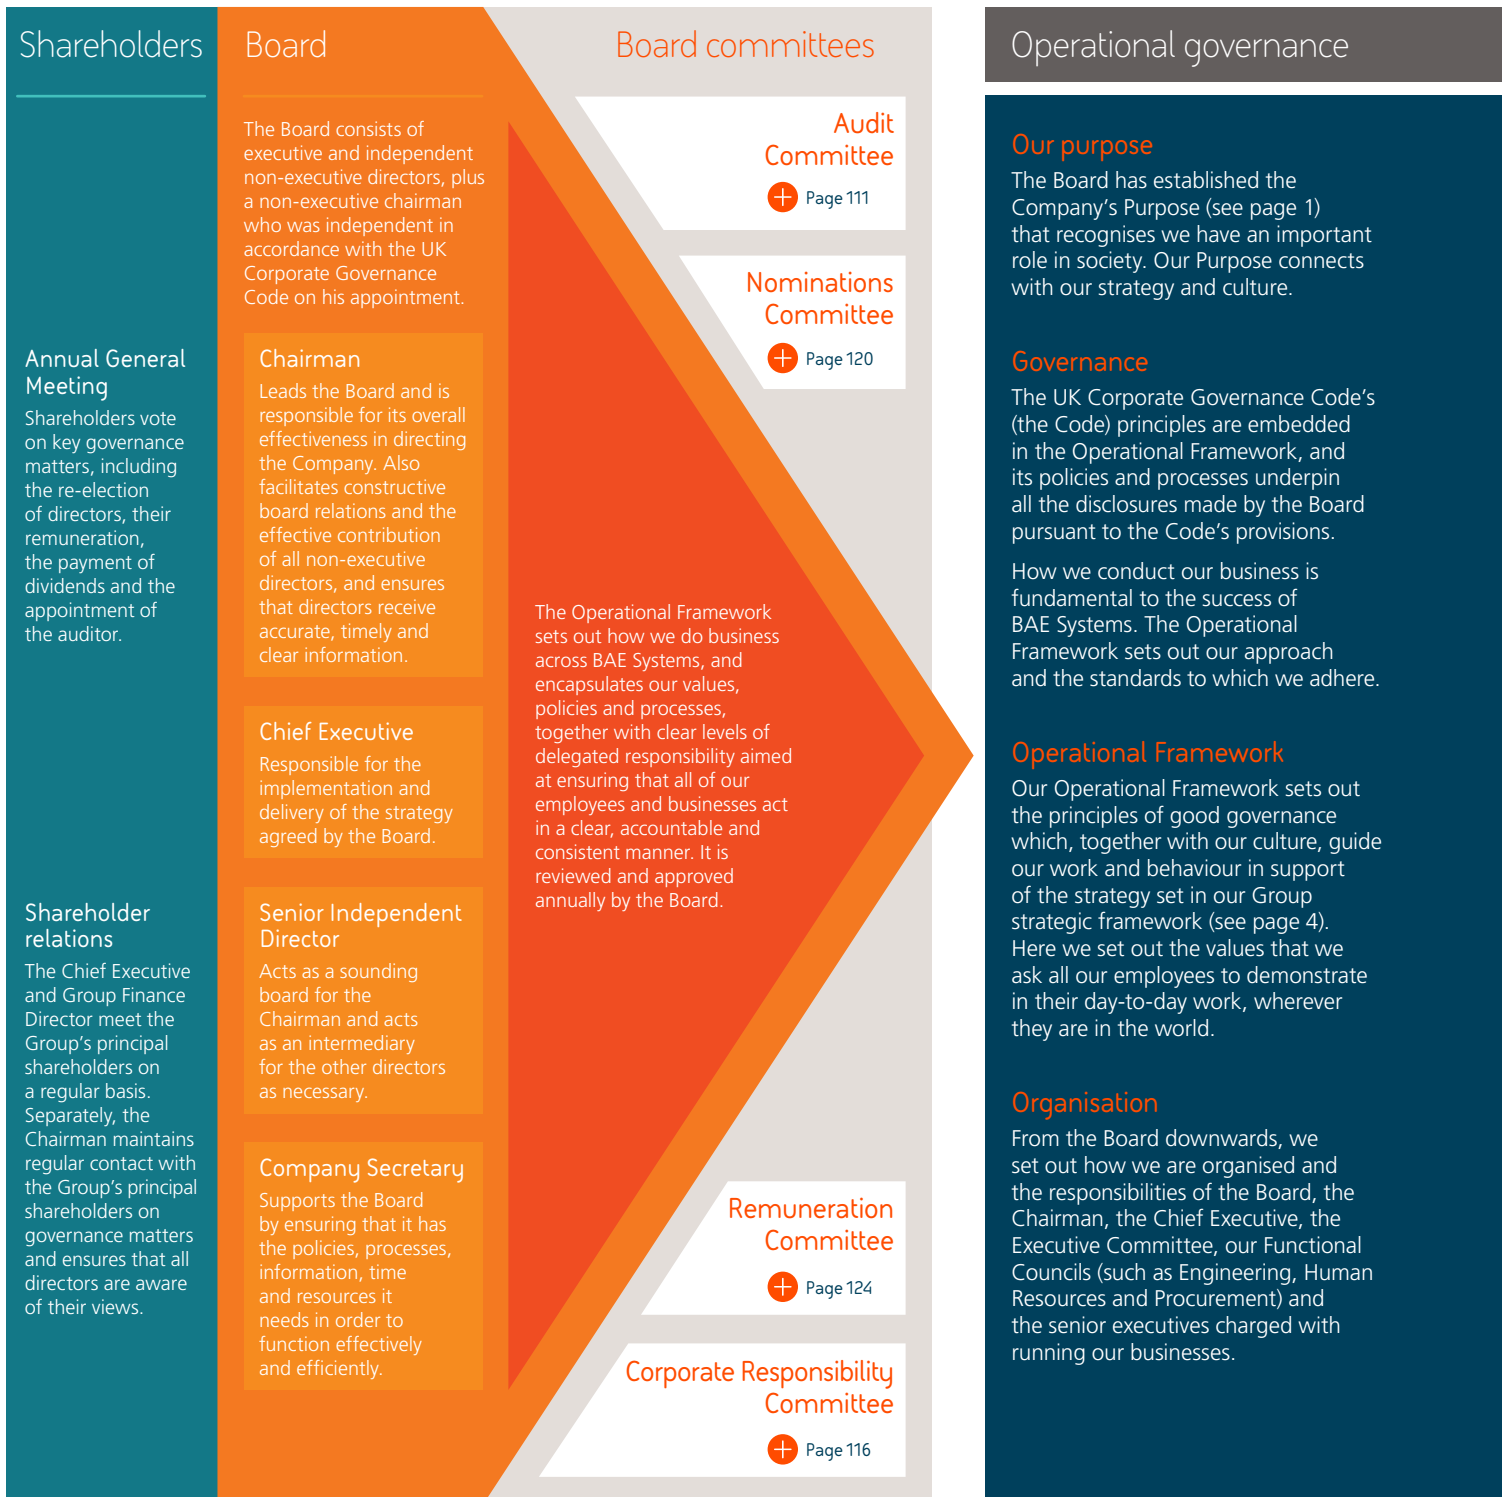 Shareholders
Annual General
Meeting
Shareholders vote
on key governance
matters, including
the re-election
of directors, their
remuneration,
the payment of
dividends and the
appointment of
the auditor.
Shareholder
relations
The Chief Executive
and Group Finance
Director meet the
Group’s principal
shareholders on
a regular basis.
Separately, the
Chairman maintains
regular contact with
the Group’s principal
shareholders on
governance matters
and ensures that all
directors are aware
of their views.
Board
The Board consists of
executive and independent
non-executive directors, plus
a non-executive chairman
who was independent in
accordance with the UK
Corporate Governance
Code on his appointment.
Chairman
Leads the Board and is
responsible for its overall
effectiveness in directing
the Company. Also
facilitates constructive
board relations and the
effective contribution
of all non-executive
directors, and ensures
that directors receive
accurate, timely and
clear information.
Chief Executive
Responsible for the
implementation and
delivery of the strategy
agreed by the Board.
Senior Independent
Director
Acts as a sounding
board for the
Chairman and acts
as an intermediary
for the other directors
as necessary.
Company Secretary
Supports the Board
by ensuring that it has
the policies, processes,
information, time
and resources it
needs in order to
function effectively
and efficiently.
The Operational Framework
sets out how we do business
across BAE Systems, and
encapsulates our values,
policies and processes,
together with clear levels of
delegated responsibility aimed
at ensuring that all of our
employees and businesses act
in a clear, accountable and
consistent manner. It is
reviewed and approved
annually by the Board.
Board committees
Audit
Committee
Page 111
Nominations
Committee
Page 120
Remuneration
Committee
Page 124
Corporate Responsibility
Committee
Page 116
Operational governance
Our purpose
The Board has established the
Company’s Purpose (see page 1)
that recognises we have an important
role in society. Our Purpose connects
with our strategy and culture.
Governance
The UK Corporate Governance Code’s
(the Code) principles are embedded
in the Operational Framework, and
its policies and processes underpin
all the disclosures made by the Board
pursuant to the Code’s provisions.
How we conduct our business is
fundamental to the success of
BAE Systems. The Operational
Framework sets out our approach
and the standards to which we adhere.
Operational Framework
Our Operational Framework sets out
the principles of good governance
which, together with our culture, guide
our work and behaviour in support
of the strategy set in our Group
strategic framework (see page 4).
Here we set out the values that we
ask all our employees to demonstrate
in their day-to-day work, wherever
they are in the world.
Organisation
From the Board downwards, we
set out how we are organised and
the responsibilities of the Board, the
Chairman, the Chief Executive, the
Executive Committee, our Functional
Councils (such as Engineering, Human
Resources and Procurement) and
the senior executives charged with
running our businesses.